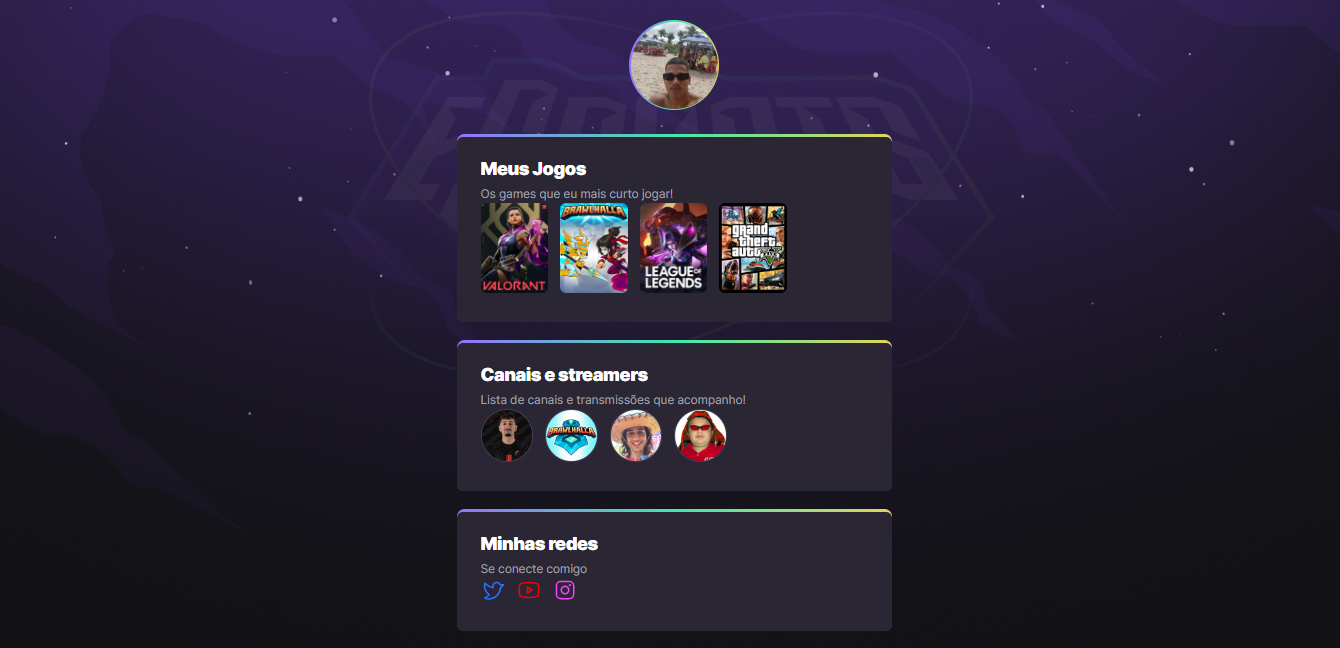 Meus Jogos
Os games que eu mais curto jogar!
VALORANT
BRAWLHALLA
LEAGUE OF
LEGENDS
grand
theft
auto
V
Canais e streamers
Lista de canais e transmissões que acompanho!
BRAWLHALLA
Minhas redes
Se conecte comigo